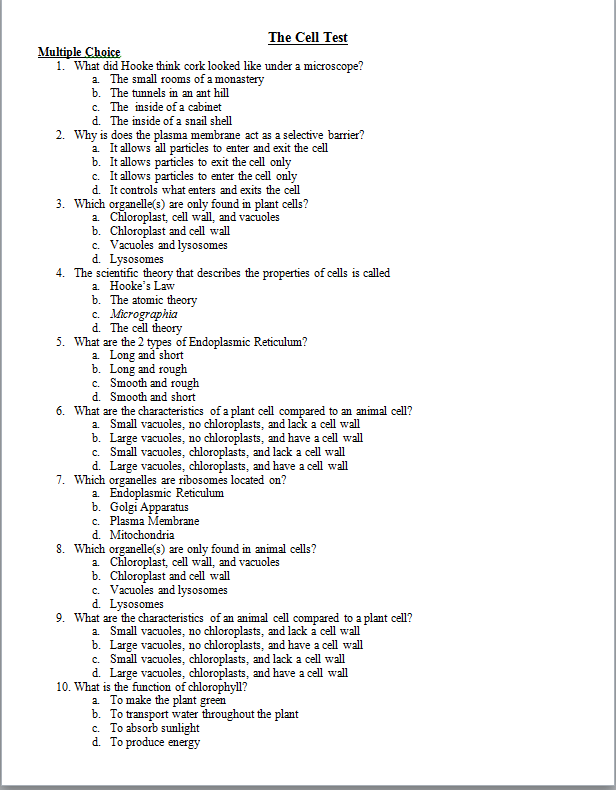 The Cell Test
Multiple Choice
1. What did Hooke think cork looked like under a microscope?
a. The small rooms of a monastery
b. The tunnels in an ant hill
c. The inside of a cabinet
d. The inside of a snail shell
2. Why is does the plasma membrane act as a selective barrier?
a. It allows all particles to enter and exit the cell
b. It allows particles to exit the cell only
c. It allows particles to enter the cell only
d. It controls what enters and exits the cell
3. Which organelle(s) are only found in plant cells?
a. Chloroplast, cell wall, and vacuoles
b. Chloroplast and cell wall
c. Vacuoles and lysosomes
d. Lysosomes
4. The scientific theory that describes the properties of cells is called
a. Hooke's Law
b. The atomic theory
c. Micrographia
d. The cell theory
5. What are the 2 types of Endoplasmic Reticulum?
a. Long and short
b. Long and rough
c. Smooth and rough
d. Smooth and short
6. What are the characteristics of a plant cell compared to an animal cell?
a. Small vacuoles, no chloroplasts, and lack a cell wall
b. Large vacuoles, no chloroplasts, and have a cell wall
c. Small vacuoles, chloroplasts, and lack a cell wall
d. Large vacuoles, chloroplasts, and have a cell wall
7. Which organelles are ribosomes located on?
a. Endoplasmic Reticulum
b. Golgi Apparatus
c. Plasma Membrane
d. Mitochondria
8. Which organelle(s) are only found in animal cells?
a. Chloroplast, cell wall, and vacuoles
b. Chloroplast and cell wall
c. Vacuoles and lysosomes
d. Lysosomes
9. What are the characteristics of an animal cell compared to a plant cell?
a. Small vacuoles, no chloroplasts, and lack a cell wall
b. Large vacuoles, no chloroplasts, and have a cell wall
c. Small vacuoles, chloroplasts, and lack a cell wall
d. Large vacuoles, chloroplasts, and have a cell wall
10. What is the function of chlorophyll?
a. To make the plant green
b. To transport water throughout the plant
c. To absorb sunlight
d. To produce energy